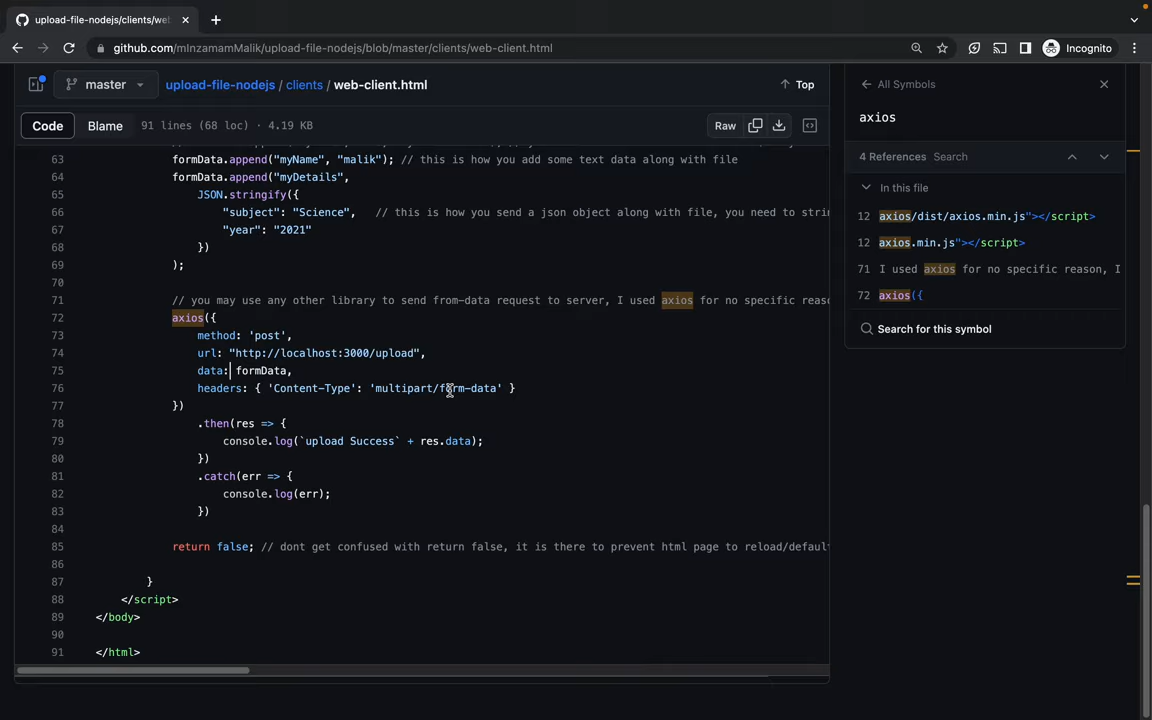 upload-file-nodejs/clients/web
github.com/mInzamamMalik/upload-file-nodejs/blob/master/clients/web-client.html
Incognito
master
upload-file-nodejs / clients / web-client.html
Top
Code
Blame
91 lines (68 loc) · 4.19 KB
Raw
63 formData.append("myName", "malik"); // this is how you add some text data along with file
64 formData.append("myDetails",
65 JSON.stringify({
66 "subject": "Science", // this is how you send a json object along with file, you need to strin
67 "year": "2021"
68 })
69 );
70
71 // you may use any other library to send from-data request to server, I used axios for no specific reaso
72 axios({
73 method: 'post',
74 url: "http://localhost:3000/upload",
75 data: formData,
76 headers: { 'Content-Type': 'multipart/form-data' }
77 })
78 .then(res => {
79 console.log(`upload Success` + res.data);
80 })
81 .catch(err => {
82 console.log(err);
83 })
84
85 return false; // dont get confused with return false, it is there to prevent html page to reload/default
86
87 }
88 </script>
89 </body>
90
91 </html>
All Symbols
axios
4 References Search
In this file
12 axios/dist/axios.min.js"></script>
12 axios.min.js"></script>
71 I used axios for no specific reason, I
72 axios({
Search for this symbol